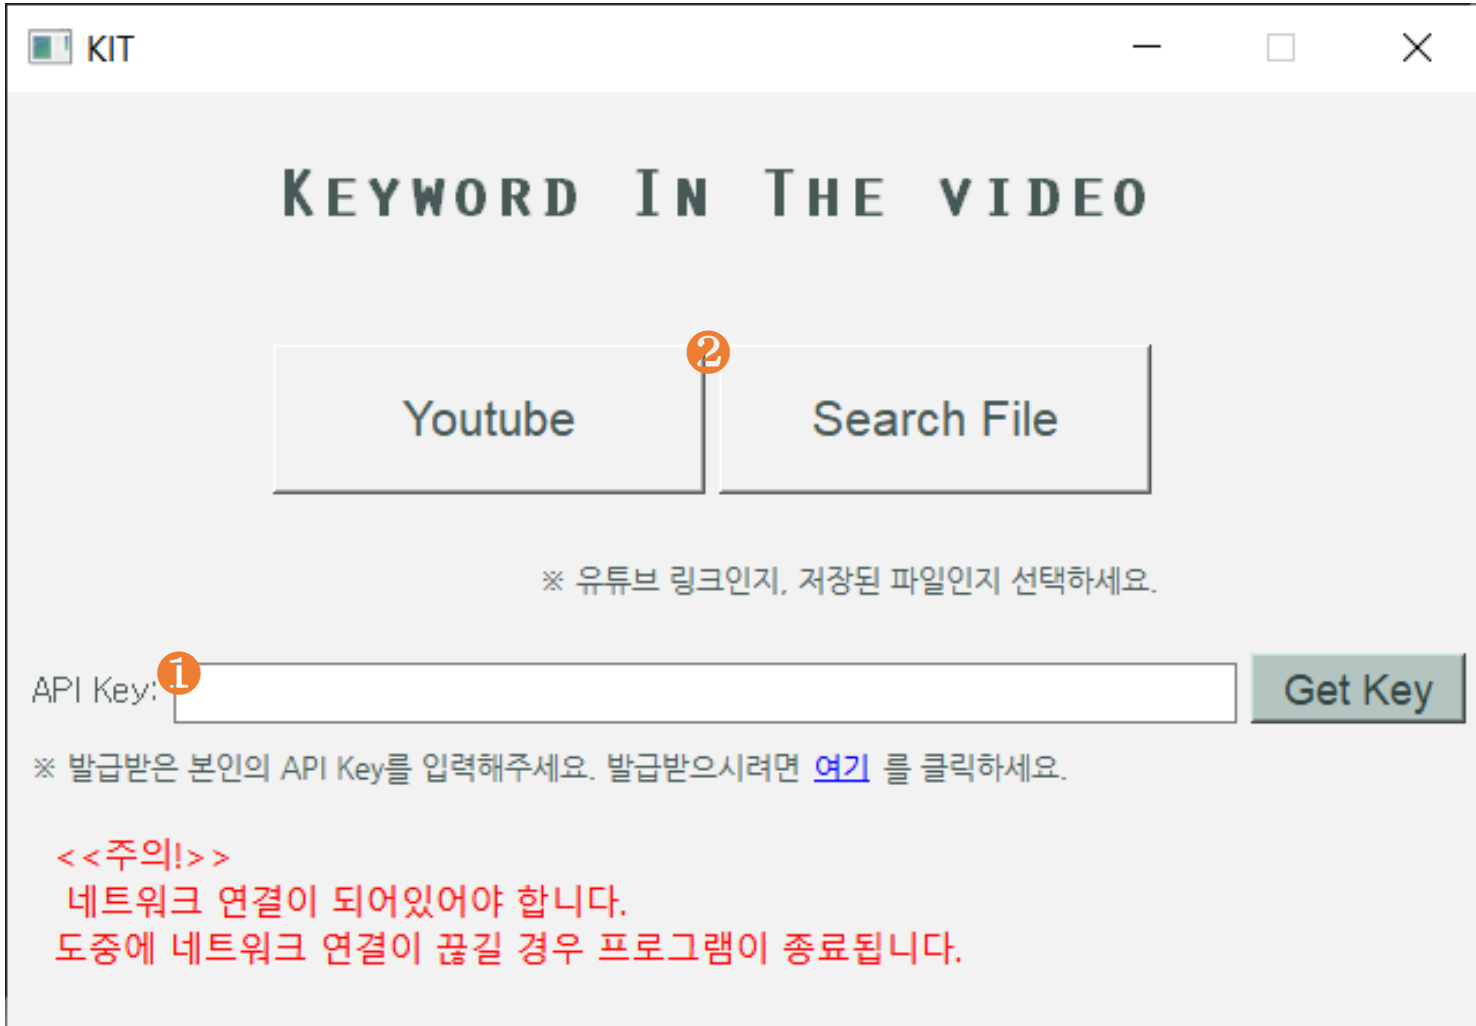 KIT
KEYWORD IN THE VIDEO
2
Youtube
Search File
※ 유튜브 링크인지, 저장된 파일인지 선택하세요.
1
API Key:
Get Key
※ 발급받은 본인의 API Key를 입력해주세요. 발급받으시려면 여기 를 클릭하세요.
<<주의!>>
네트워크 연결이 되어있어야 합니다.
도중에 네트워크 연결이 끊길 경우 프로그램이 종료됩니다.